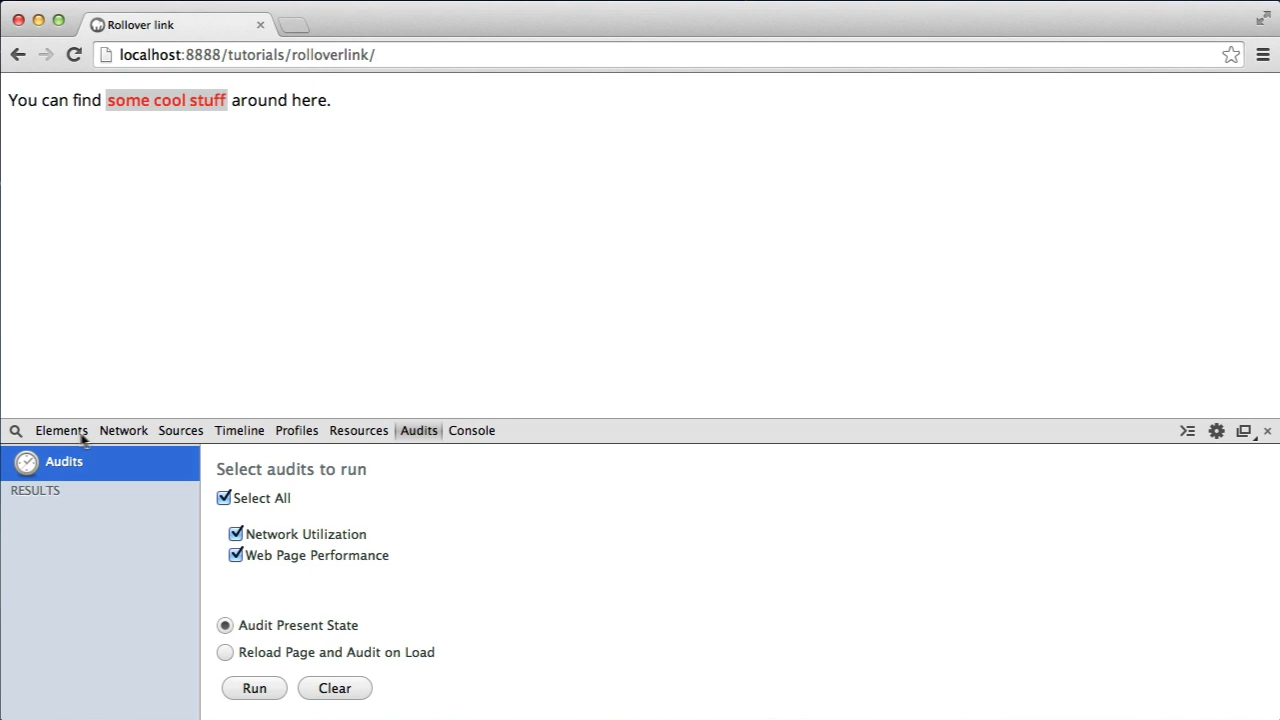 Rollover link
localhost:8888/tutorials/rolloverlink/
You can find some cool stuff around here.
Elements Network Sources Timeline Profiles Resources Audits Console
Audits
RESULTS
Select audits to run
Select All
Network Utilization
Web Page Performance
Audit Present State
Reload Page and Audit on Load
Run Clear